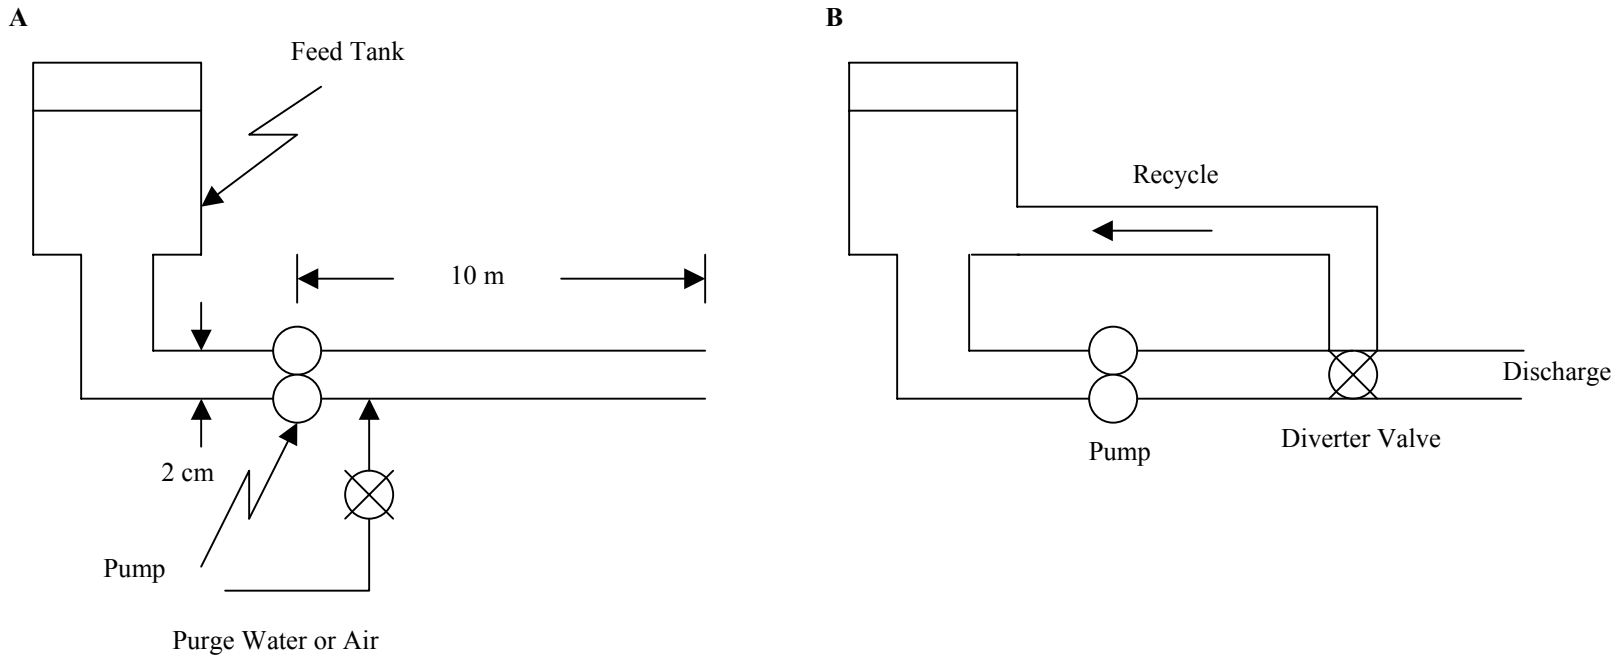 A
Feed Tank
10 m
2 cm
Pump
Purge Water or Air
B
Recycle
Discharge
Diverter Valve
Pump